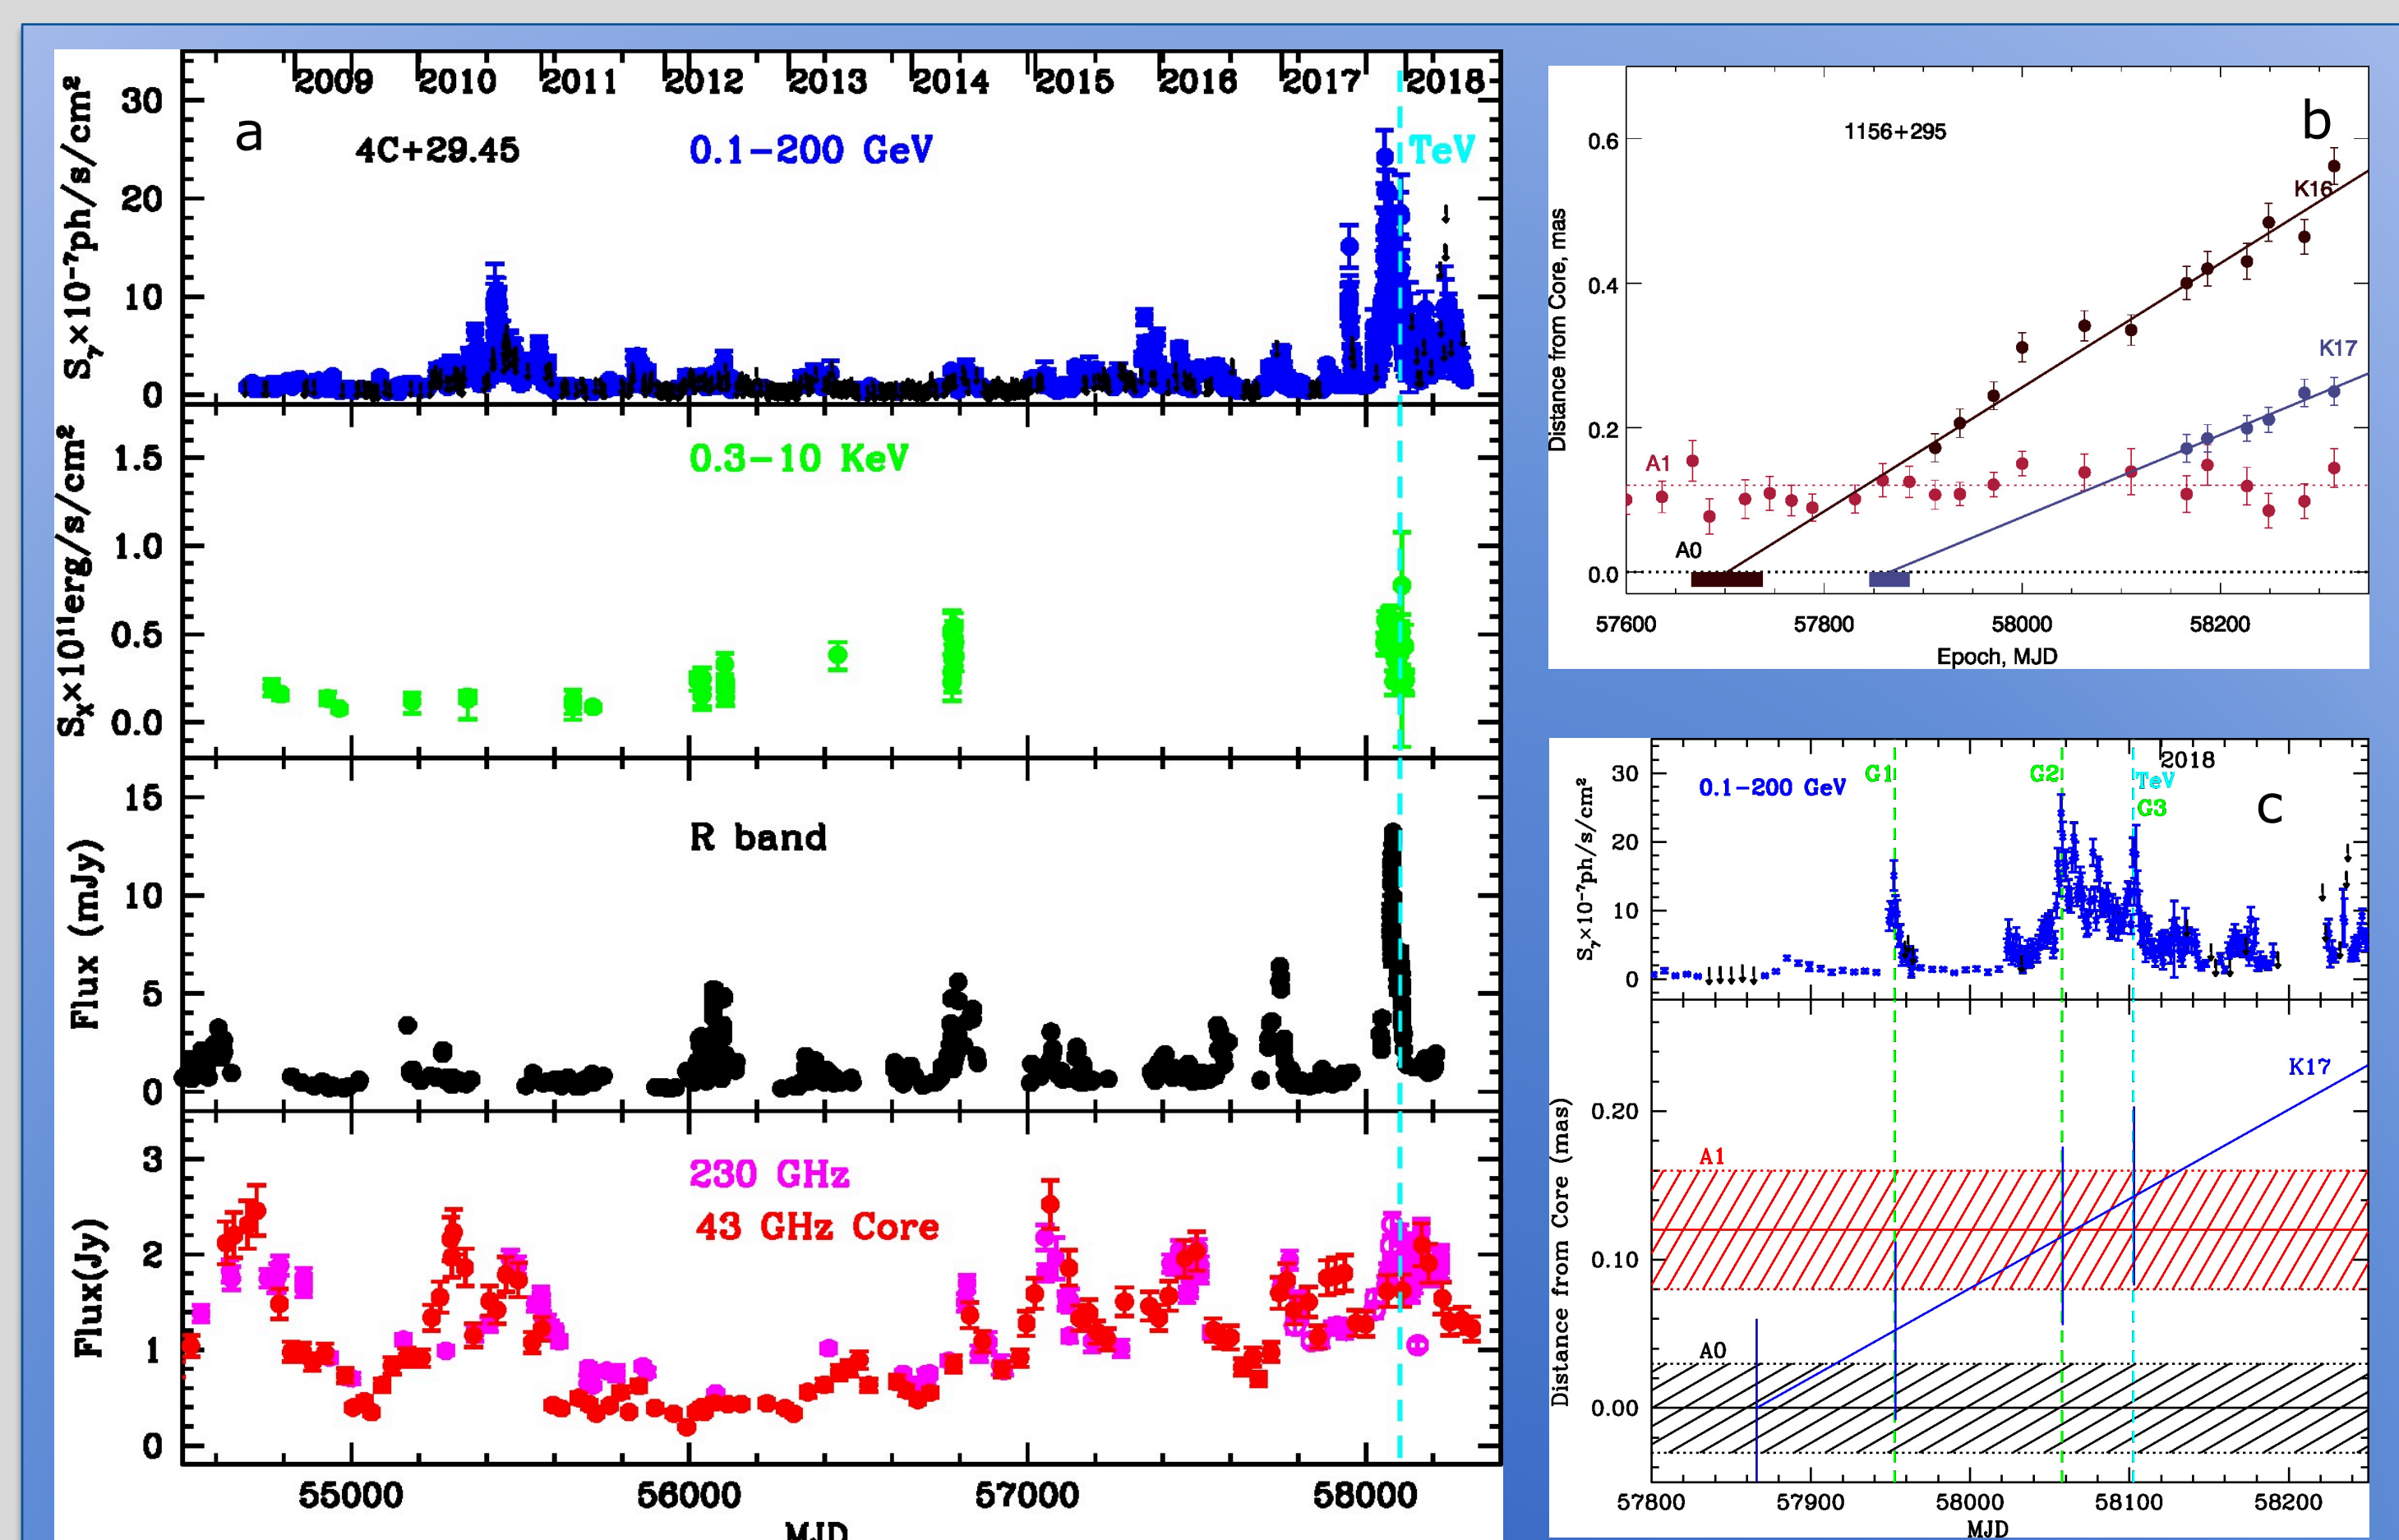 2009 2010 2011 2012 2013 2014 2015 2016 2017 2018
a
4C+29.45
0.1-200 GeV
TeV
Sγ×10⁻⁷ph/s/cm²
30
20
10
0
0.3-10 KeV
Sx×10¹¹erg/s/cm²
1.5
1.0
0.5
0.0
R band
Flux (mJy)
15
10
5
0
230 GHz
43 GHz Core
Flux(Jy)
3
2
1
0
55000 56000 57000 58000
MJD
b
1156+295
Distance from Core, mas
0.6
0.4
0.2
0.0
K16
K17
A1
A0
57600 57800 58000 58200
Epoch, MJD
c
0.1-200 GeV
G1
G2
2018
TeV
G3
Sγ×10⁻⁷ph/s/cm²
30
20
10
0
K17
A1
A0
Distance from Core (mas)
0.20
0.10
0.00
57800 57900 58000 58100 58200
MJD